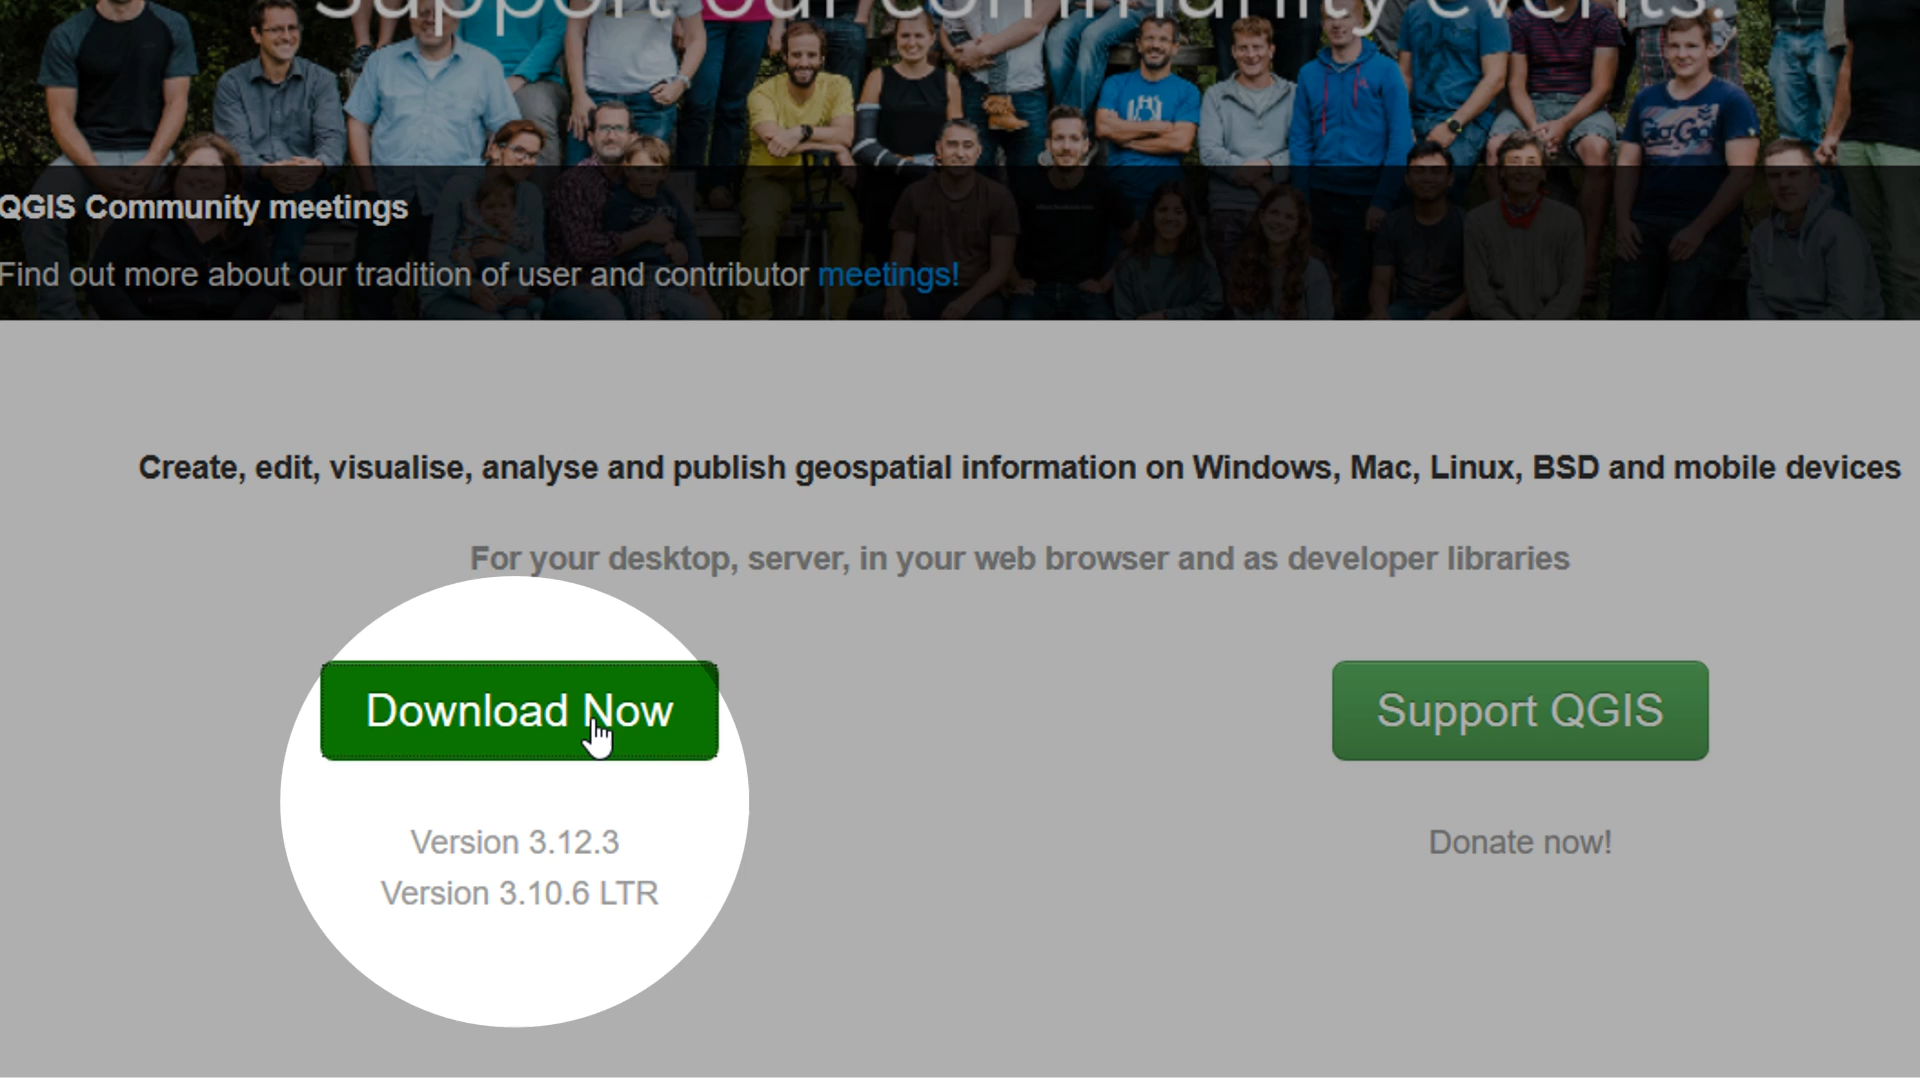 Support our community events!
QGIS Community meetings
Find out more about our tradition of user and contributor meetings!
Create, edit, visualise, analyse and publish geospatial information on Windows, Mac, Linux, BSD and mobile devices
For your desktop, server, in your web browser and as developer libraries
Download Now
Support QGIS
Version 3.12.3
Donate now!
Version 3.10.6 LTR